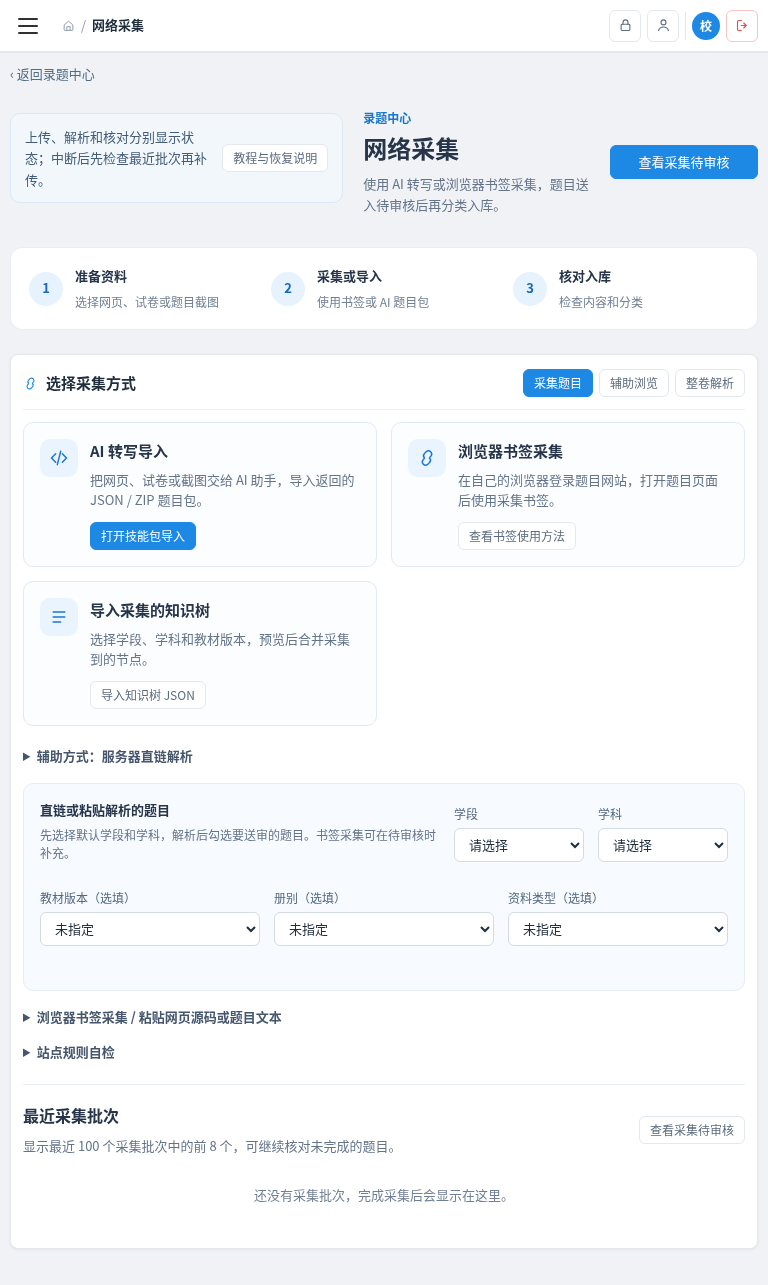 / 网络采集
校
‹ 返回录题中心
上传、解析和核对分别显示状
态；中断后先检查最近批次再补
传。
教程与恢复说明
录题中心
网络采集
使用 AI 转写或浏览器书签采集，题目送
入待审核后再分类入库。
查看采集待审核
1
准备资料
选择网页、试卷或题目截图
2
采集或导入
使用书签或 AI 题目包
3
核对入库
检查内容和分类
选择采集方式
采集题目
辅助浏览
整卷解析
AI 转写导入
把网页、试卷或截图交给 AI 助手，导入返回的
JSON / ZIP 题目包。
打开技能包导入
浏览器书签采集
在自己的浏览器登录题目网站，打开题目页面
后使用采集书签。
查看书签使用方法
导入采集的知识树
选择学段、学科和教材版本，预览后合并采集
到的节点。
导入知识树 JSON
辅助方式：服务器直链解析
直链或粘贴解析的题目
先选择默认学段和学科，解析后勾选要送审的题目。书签采集可在待审核时
补充。
学段
请选择
学科
请选择
教材版本（选填）
未指定
册别（选填）
未指定
资料类型（选填）
未指定
浏览器书签采集 / 粘贴网页源码或题目文本
站点规则自检
最近采集批次
显示最近 100 个采集批次中的前 8 个，可继续核对未完成的题目。
查看采集待审核
还没有采集批次，完成采集后会显示在这里。